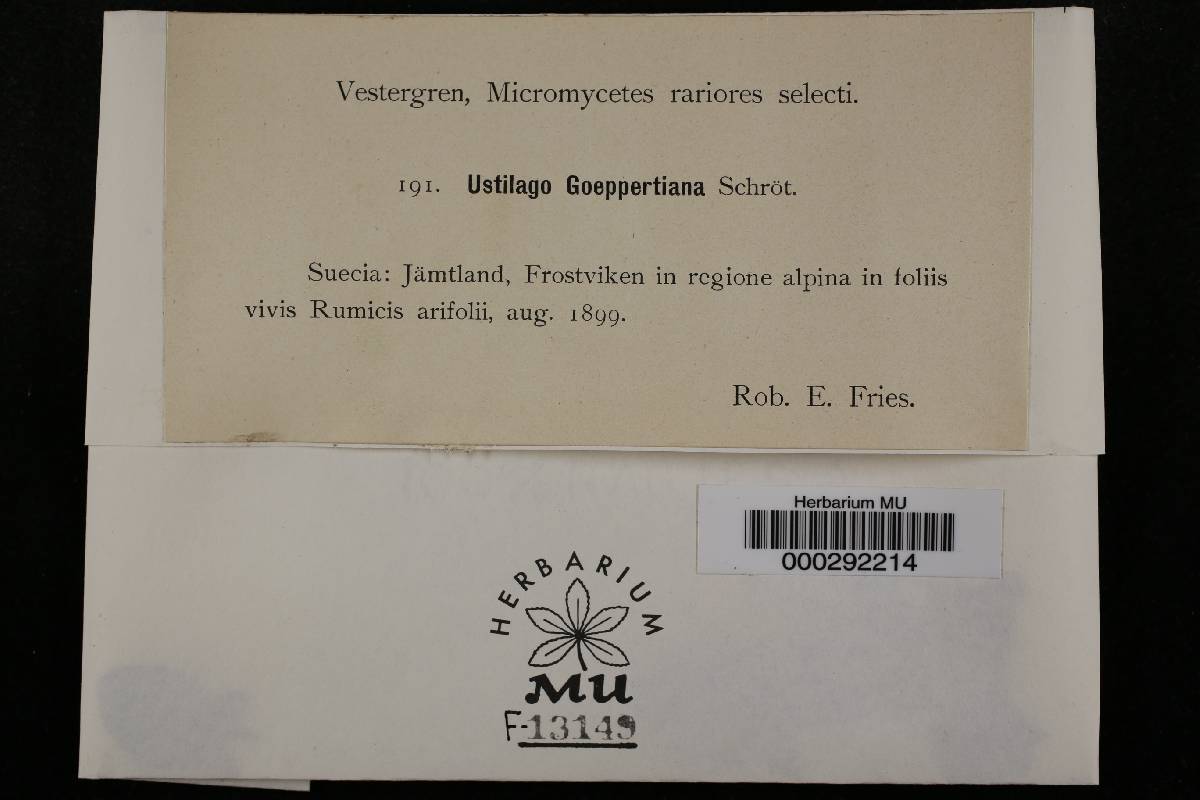 Vestergren, Micromycetes rariores selecti.
191. Ustilago Goeppertiana Schröt.
Suecia: Jämtland, Frostviken in regione alpina in foliis
vivis Rumicis arifolii, aug. 1899.
Rob. E. Fries.
Herbarium MU
000292214
HERBARIUM
MU
F-13149